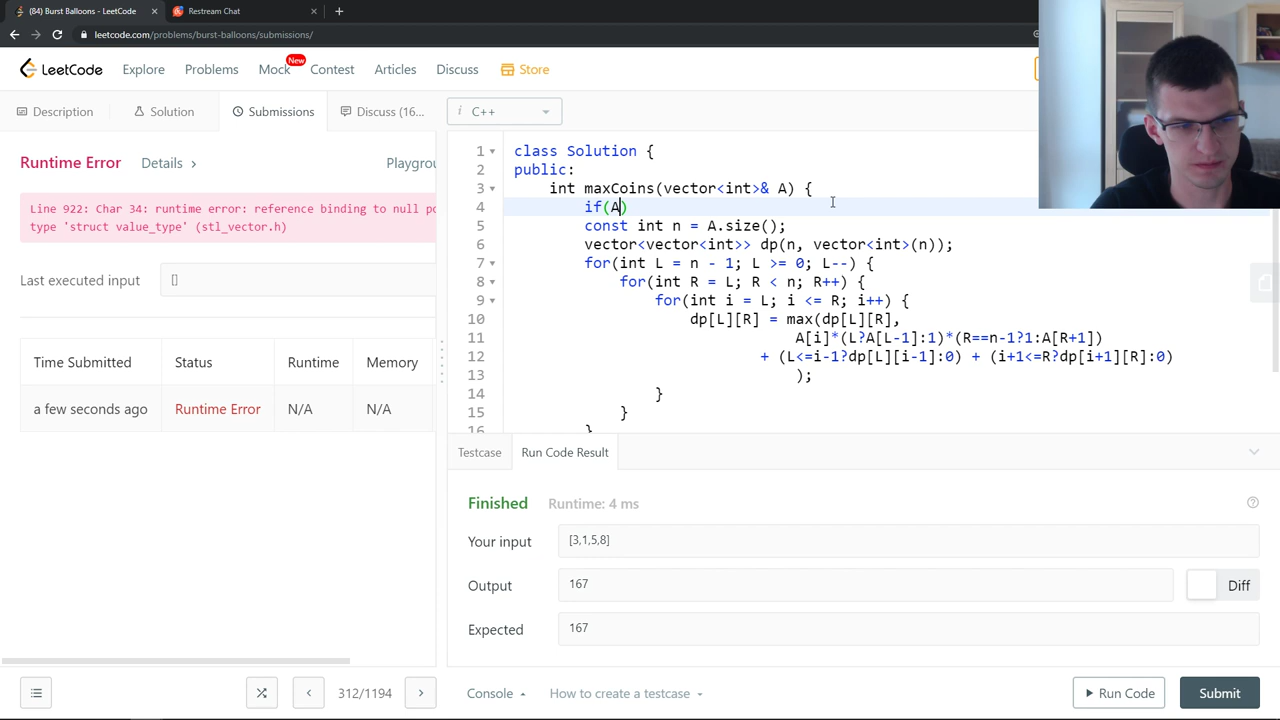 (84) Burst Balloons - LeetCode
Restream Chat
leetcode.com/problems/burst-balloons/submissions/
LeetCode
Explore
Problems
Mock
New
Contest
Articles
Discuss
Store
Description
Solution
Submissions
Discuss (16...
i C++
Runtime Error
Details
Playgrou
Line 922: Char 34: runtime error: reference binding to null po
type 'struct value_type' (stl_vector.h)
Last executed input
[]
Time Submitted Status Runtime Memory
a few seconds ago Runtime Error N/A N/A
1 class Solution {
2 public:
3 int maxCoins(vector<int>& A) {
4 if(A)
5 const int n = A.size();
6 vector<vector<int>> dp(n, vector<int>(n));
7 for(int L = n - 1; L >= 0; L--) {
8 for(int R = L; R < n; R++) {
9 for(int i = L; i <= R; i++) {
10 dp[L][R] = max(dp[L][R],
11 A[i]*(L?A[L-1]:1)*(R==n-1?1:A[R+1])
12 + (L<=i-1?dp[L][i-1]:0) + (i+1<=R?dp[i+1][R]:0)
13 );
14 }
15 }
16 }
Testcase
Run Code Result
Finished
Runtime: 4 ms
Your input
[3,1,5,8]
Output
167
Diff
Expected
167
312/1194
Console
How to create a testcase
Run Code
Submit